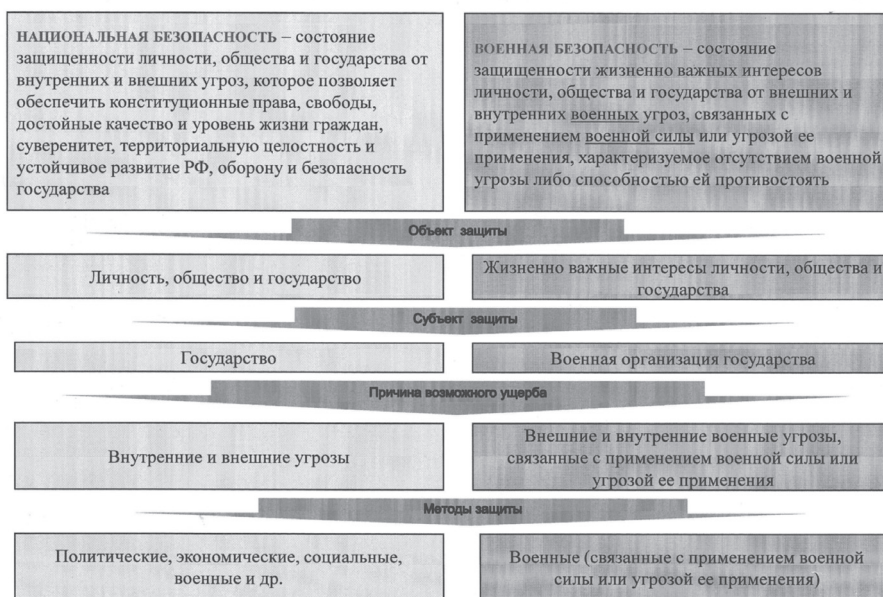 НАЦИОНАЛЬНАЯ БЕЗОПАСНОСТЬ – состояние
защищенности личности, общества и государства от
внутренних и внешних угроз, которое позволяет
обеспечить конституционные права, свободы,
достойные качество и уровень жизни граждан,
суверенитет, территориальную целостность и
устойчивое развитие РФ, оборону и безопасность
государства
ВОЕННАЯ БЕЗОПАСНОСТЬ – состояние
защищенности жизненно важных интересов
личности, общества и государства от внешних и
внутренних военных угроз, связанных с
применением военной силы или угрозой ее
применения, характеризуемое отсутствием военной
угрозы либо способностью ей противостоять
Объект защиты
Личность, общество и государство
Жизненно важные интересы личности, общества и
государства
Субъект защиты
Государство
Военная организация государства
Причина возможного ущерба
Внутренние и внешние угрозы
Внешние и внутренние военные угрозы,
связанные с применением военной силы или
угрозой ее применения
Методы защиты
Политические, экономические, социальные,
военные и др.
Военные (связанные с применением военной
силы или угрозой ее применения)